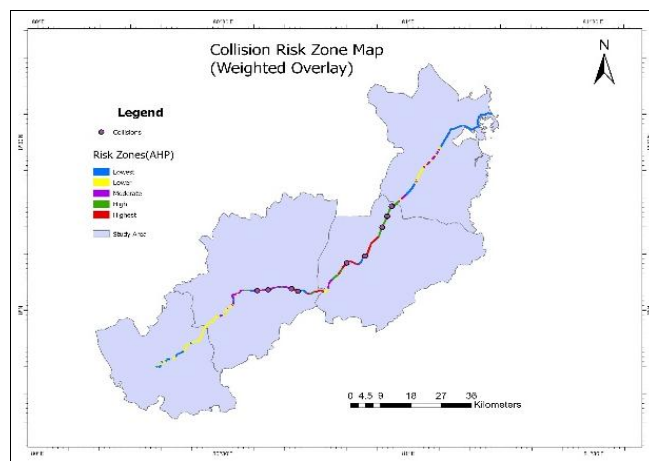 Collision Risk Zone Map
(Weighted Overlay)
N
Legend
Collisions
Risk Zones(AHP)
Lowest
Lower
Moderate
High
Highest
Study Area
0 4.5 9 18 27 36
Kilometers